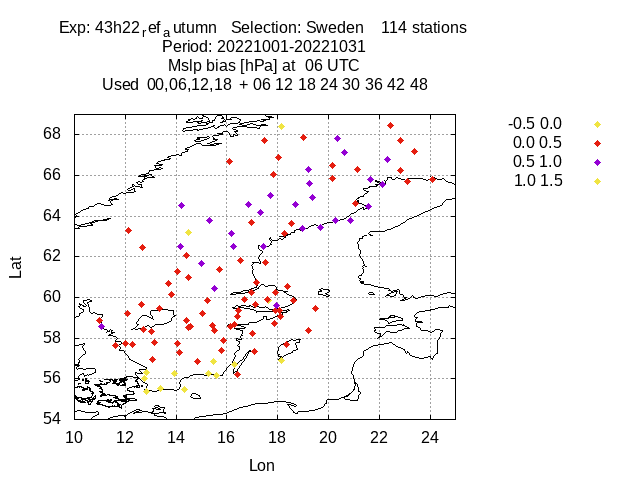 Exp: 43h22refautumn   Selection: Sweden    114 stations
Period: 20221001-20221031
Mslp bias [hPa] at  06 UTC
Used  00,06,12,18  + 06 12 18 24 30 36 42 48
-0.5 0.0
0.0 0.5
0.5 1.0
1.0 1.5
68
66
64
62
60
58
56
54
Lat
10 12 14 16 18 20 22 24
Lon